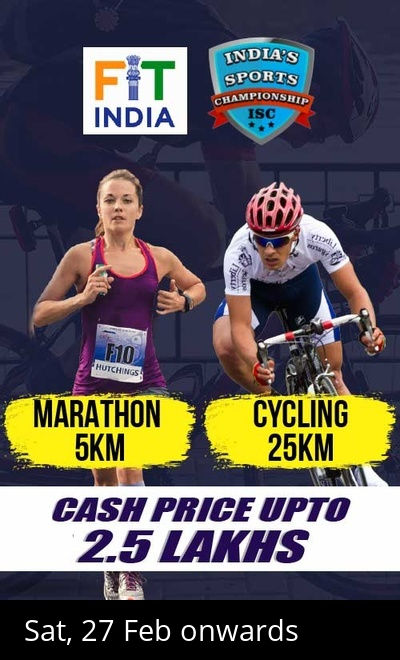 FIT
INDIA
INDIA'S
SPORTS
CHAMPIONSHIP
ISC
F10
HUTCHINGS
MARATHON
5KM
CYCLING
25KM
CASH PRICE UPTO
2.5 LAKHS
Sat, 27 Feb onwards